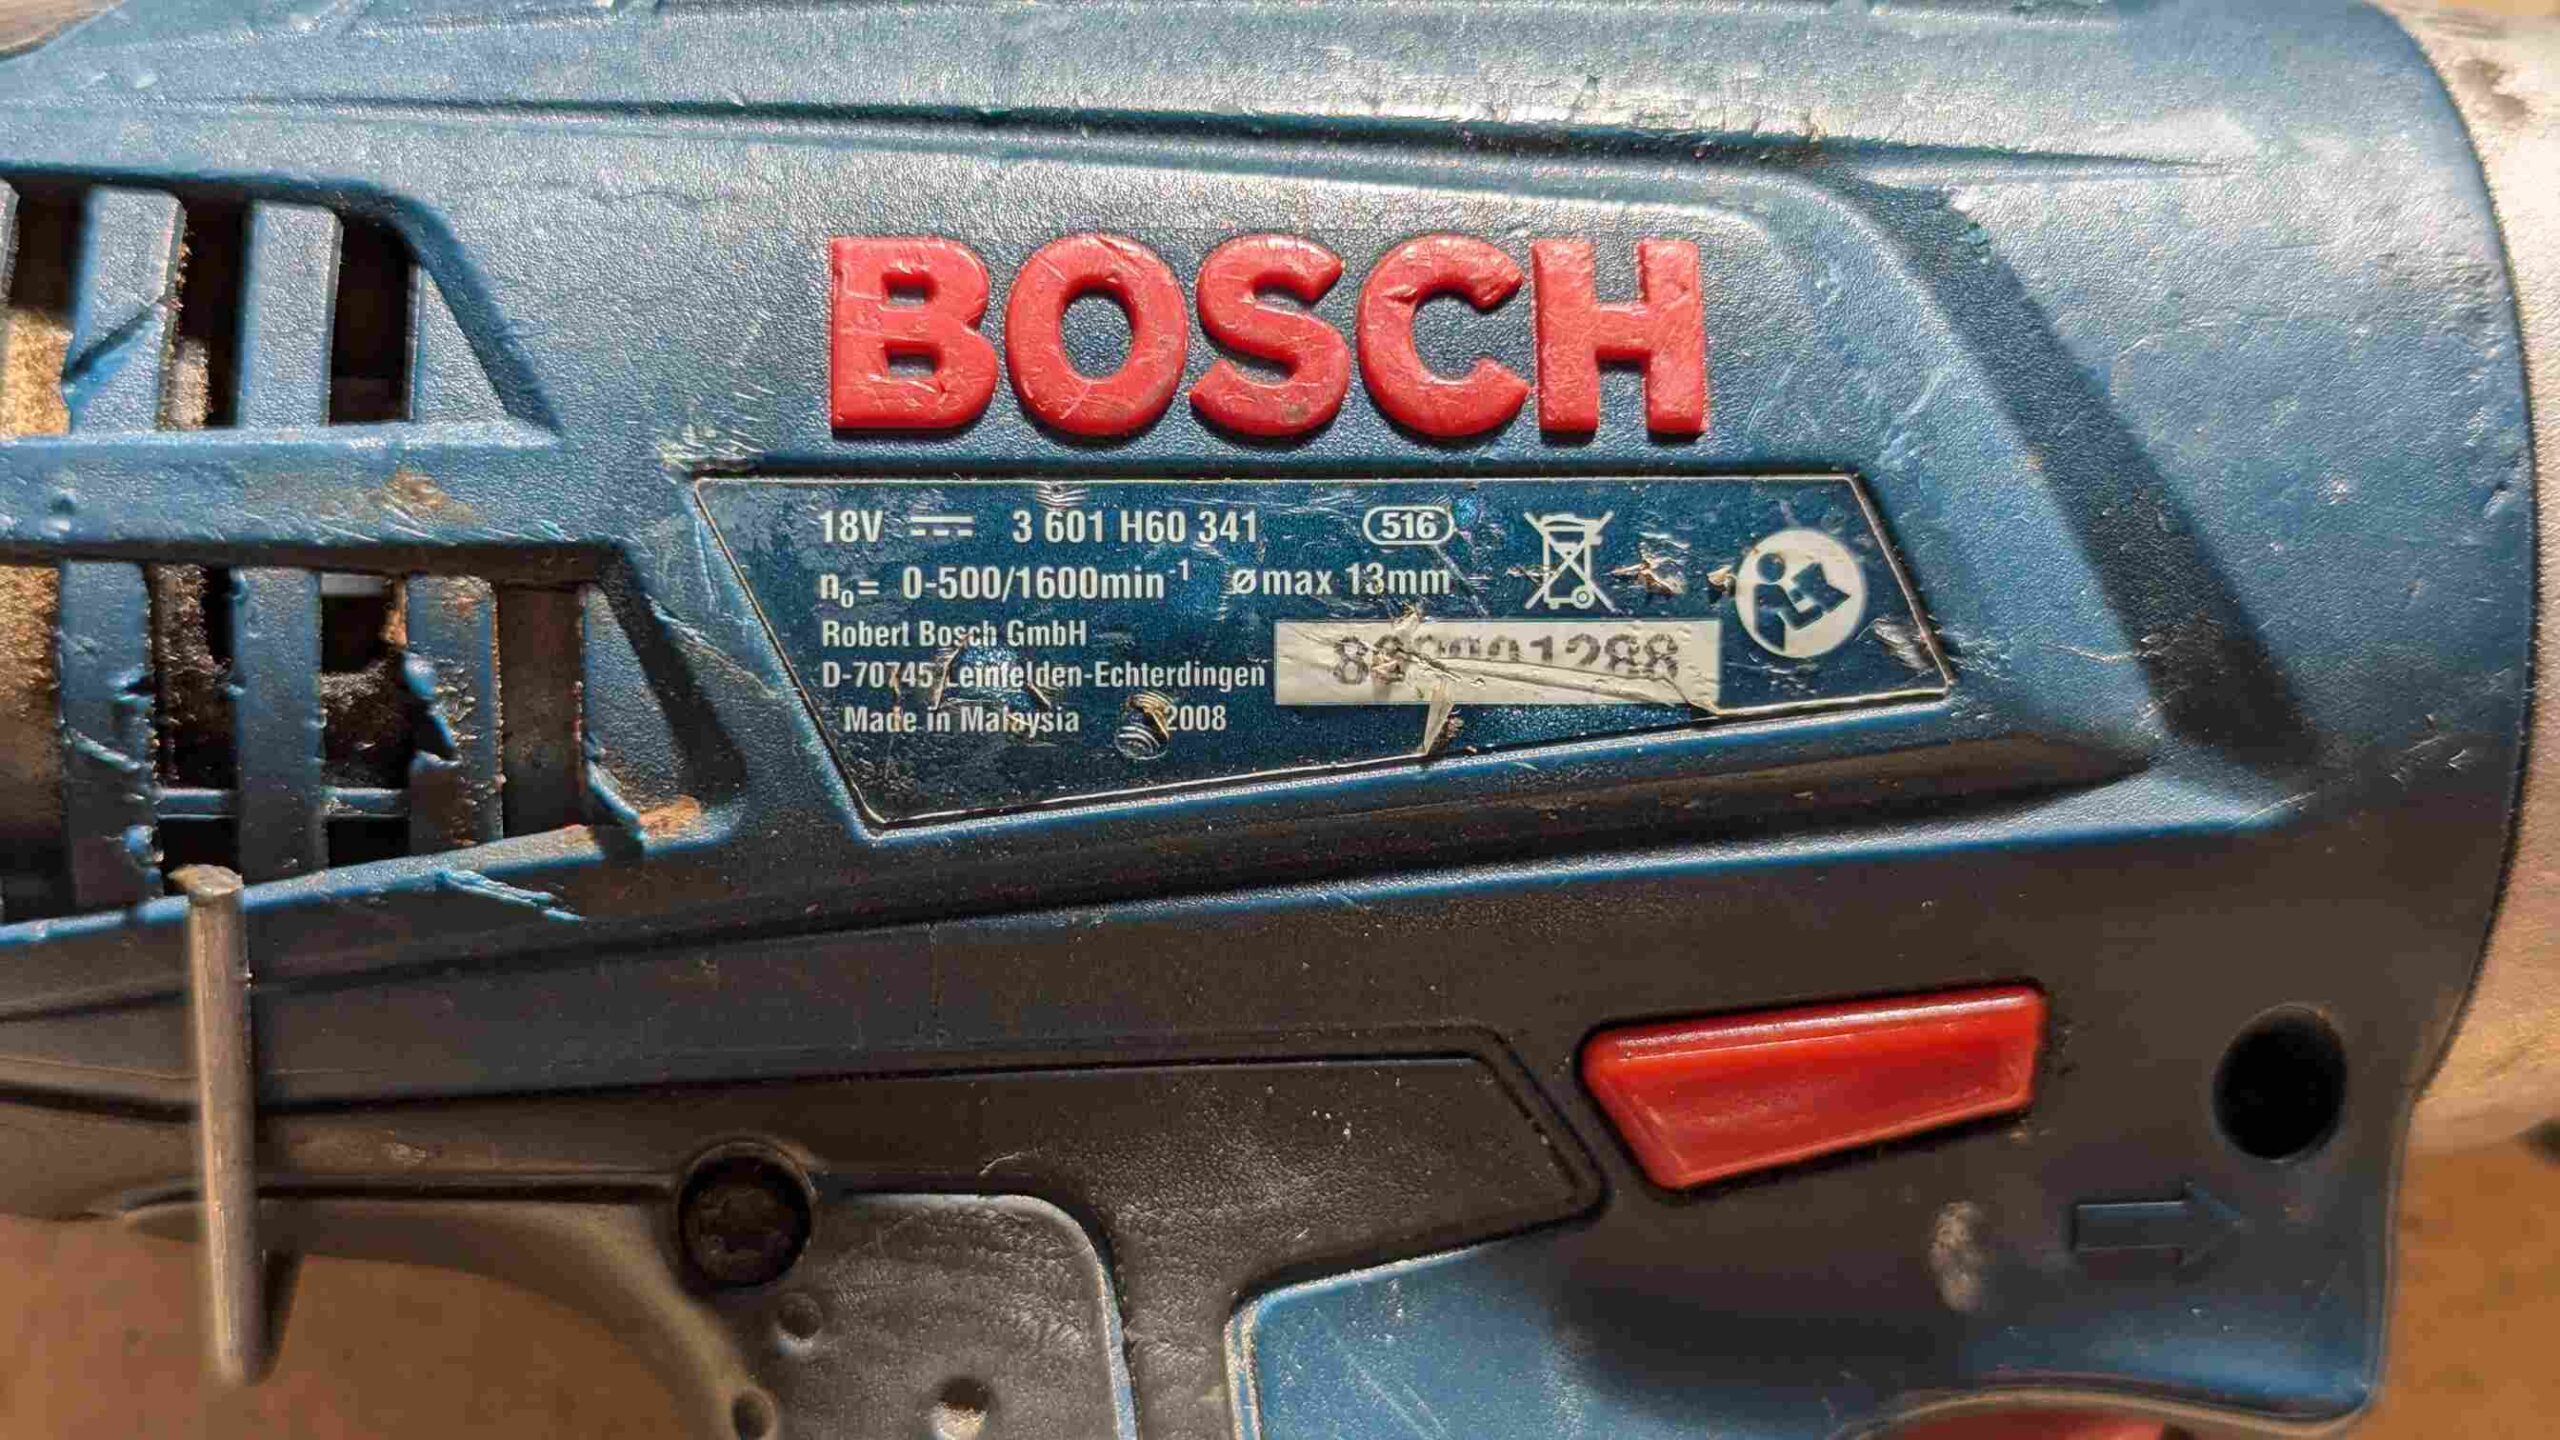 BOSCH
18V 3 601 H60 341 516
n₀= 0-500/1600min⁻¹ ømax 13mm
Robert Bosch GmbH
D-70745 Leinfelden-Echterdingen
Made in Malaysia 2008